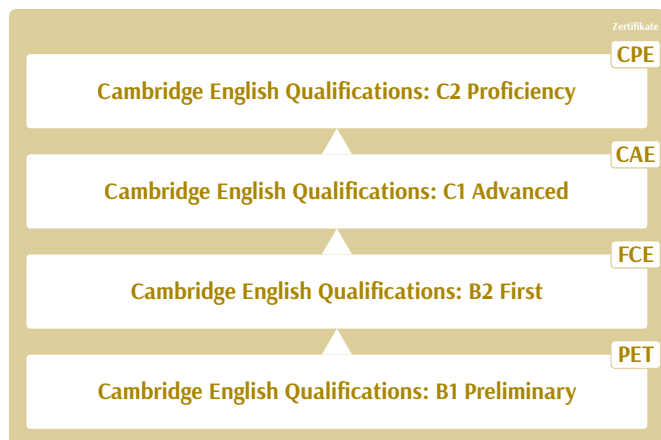 Zertifikate
CPE
Cambridge English Qualifications: C2 Proficiency
CAE
Cambridge English Qualifications: C1 Advanced
FCE
Cambridge English Qualifications: B2 First
PET
Cambridge English Qualifications: B1 Preliminary